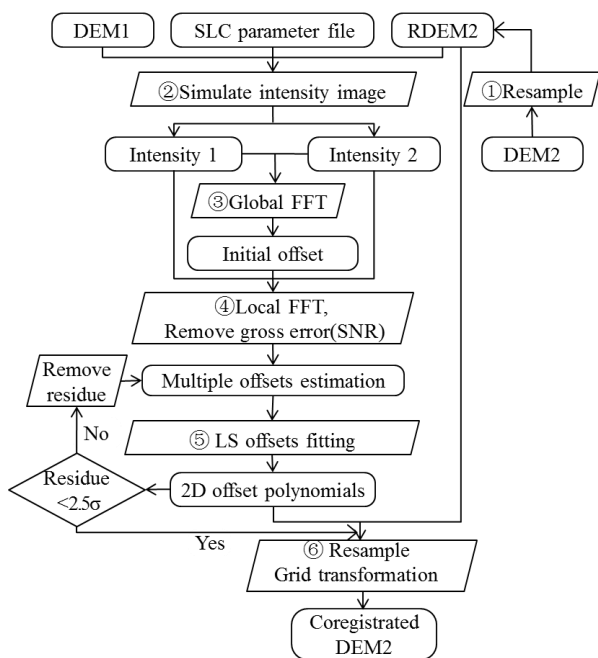 DEM1
SLC parameter file
RDEM2
②Simulate intensity image
①Resample
Intensity 1
Intensity 2
DEM2
③Global FFT
Initial offset
④Local FFT,
Remove gross error(SNR)
Remove
residue
Multiple offsets estimation
No
⑤ LS offsets fitting
Residue
<2.5σ
2D offset polynomials
Yes
⑥ Resample
Grid transformation
Coregistrated
DEM2